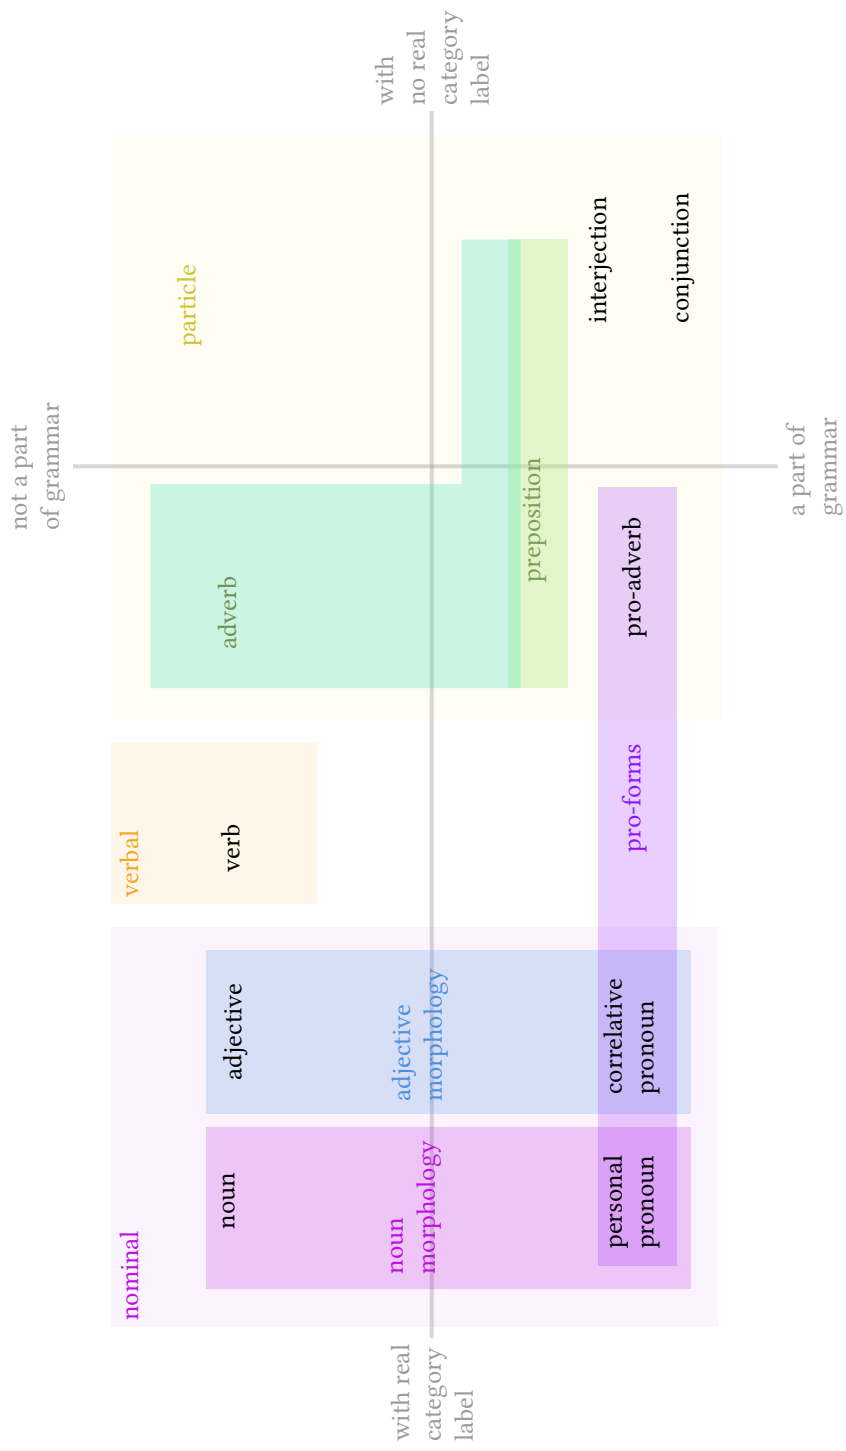 not a part
of grammar
nominal
verbal
particle
noun
adjective
verb
adverb
with real
category
label
noun
morphology
adjective
morphology
with
no real
category
label
preposition
interjection
personal
pronoun
correlative
pronoun
pro-forms
pro-adverb
conjunction
a part of
grammar